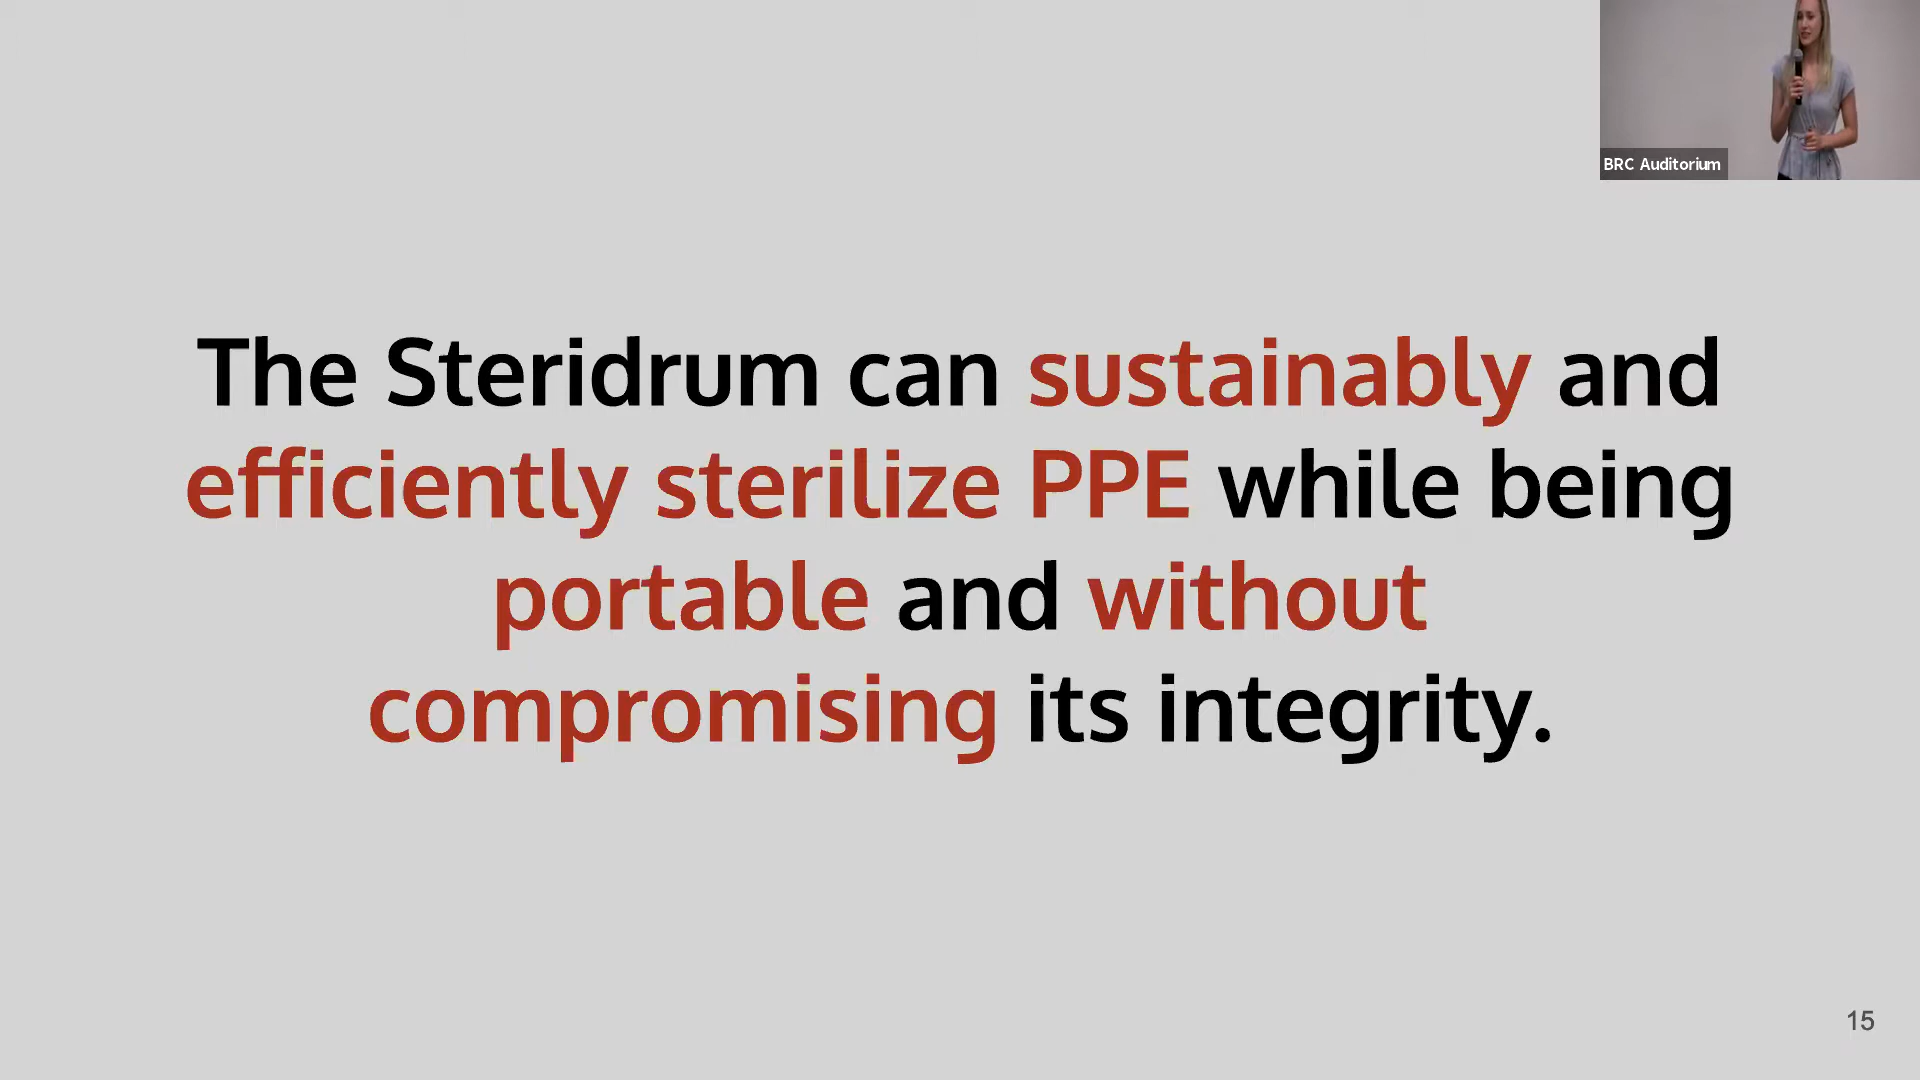 BRC Auditorium
The Steridrum can sustainably and
efficiently sterilize PPE while being
portable and without
compromising its integrity.
15